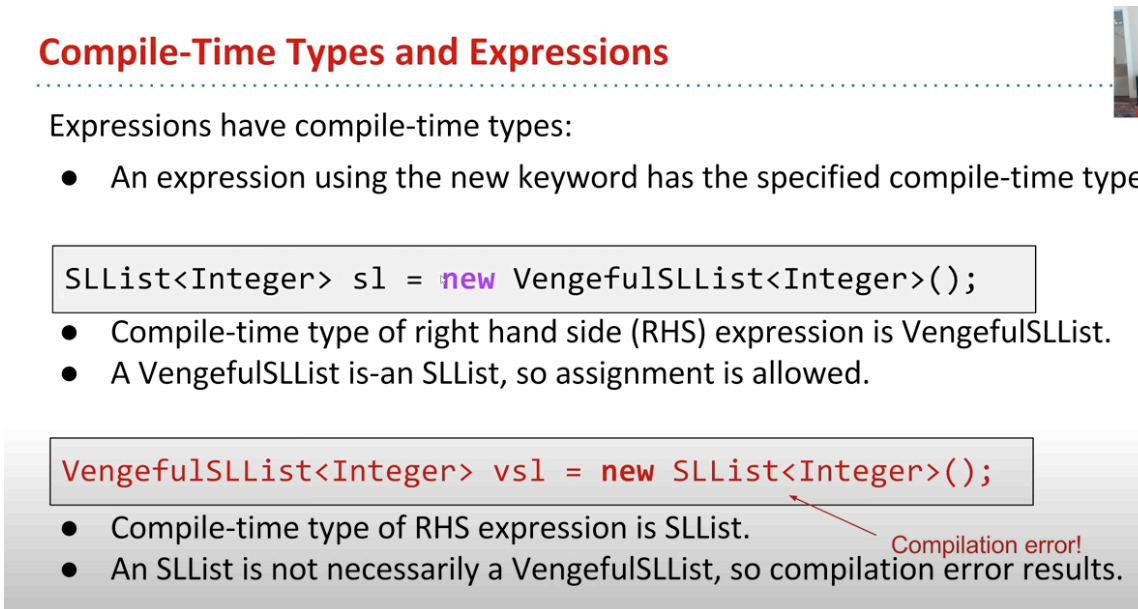 Compile-Time Types and Expressions
Expressions have compile-time types:
● An expression using the new keyword has the specified compile-time type
SLList<Integer> sl = new VengefulSLList<Integer>();
● Compile-time type of right hand side (RHS) expression is VengefulSLList.
● A VengefulSLList is-an SLList, so assignment is allowed.
VengefulSLList<Integer> vsl = new SLList<Integer>();
● Compile-time type of RHS expression is SLList.
Compilation error!
● An SLList is not necessarily a VengefulSLList, so compilation error results.